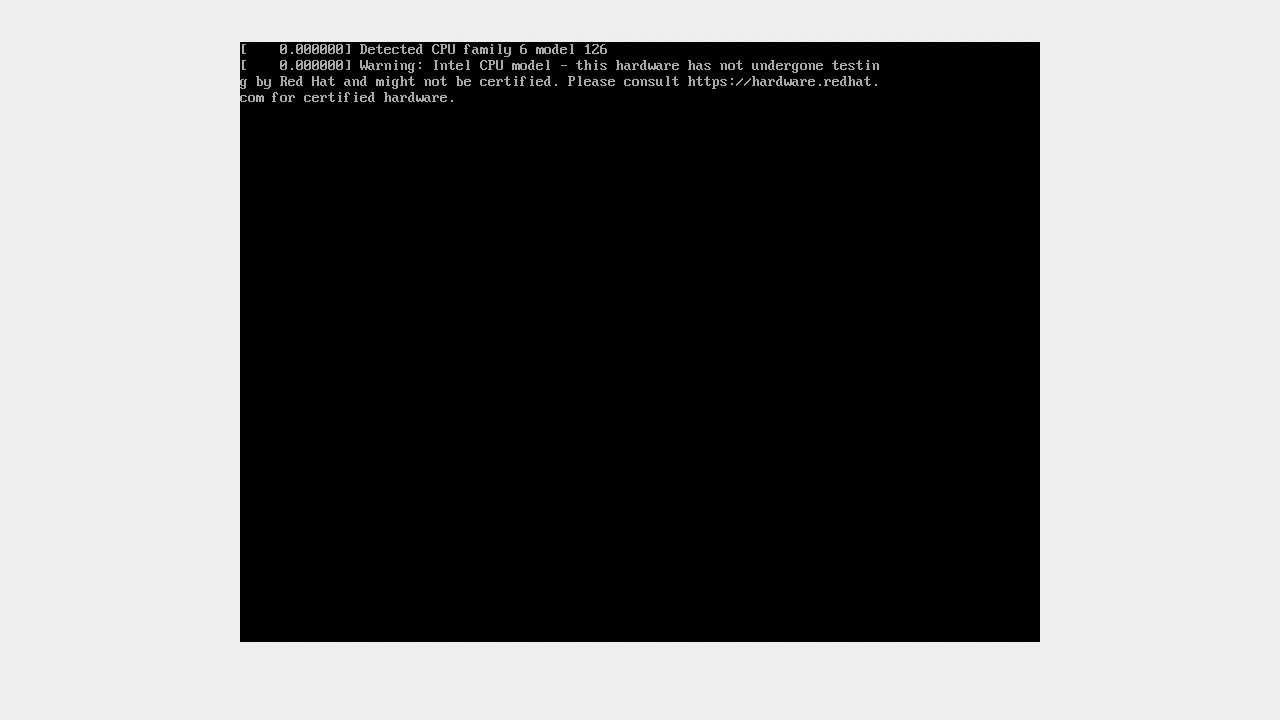 [    0.000000] Detected CPU family 6 model 126
[    0.000000] Warning: Intel CPU model - this hardware has not undergone testin
g by Red Hat and might not be certified. Please consult https://hardware.redhat.
com for certified hardware.